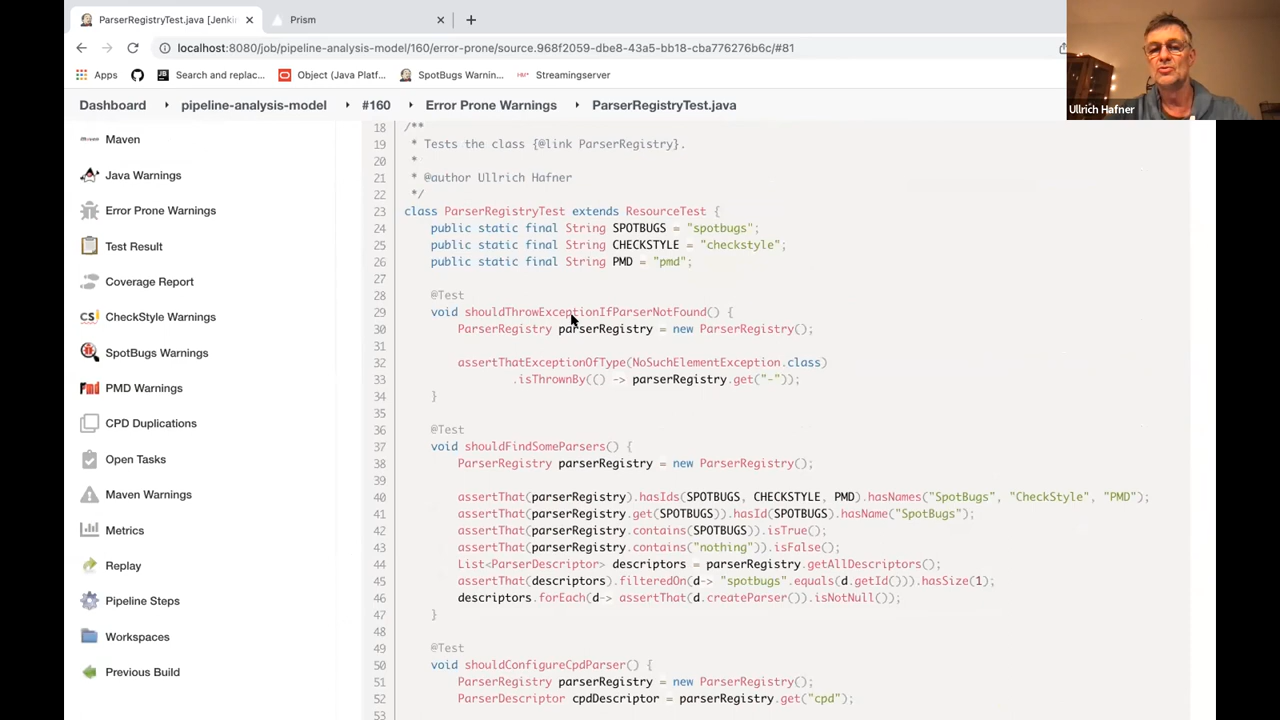 ParserRegistryTest.java [Jenki
Prism
localhost:8080/job/pipeline-analysis-model/160/error-prone/source.968f2059-dbe8-43a5-bb18-cba776276b6c/#81
Apps
Search and replac...
Object (Java Platf...
SpotBugs Warnin...
Streamingserver
Ullrich Hafner
Dashboard
pipeline-analysis-model
#160
Error Prone Warnings
ParserRegistryTest.java
Maven
Java Warnings
Error Prone Warnings
Test Result
Coverage Report
CheckStyle Warnings
SpotBugs Warnings
PMD Warnings
CPD Duplications
Open Tasks
Maven Warnings
Metrics
Replay
Pipeline Steps
Workspaces
Previous Build
18 /**
19 * Tests the class {@link ParserRegistry}.
20 *
21 * @author Ullrich Hafner
22 */
23 class ParserRegistryTest extends ResourceTest {
24 public static final String SPOTBUGS = "spotbugs";
25 public static final String CHECKSTYLE = "checkstyle";
26 public static final String PMD = "pmd";
27
28 @Test
29 void shouldThrowExceptionIfParserNotFound() {
30 ParserRegistry parserRegistry = new ParserRegistry();
31
32 assertThatExceptionOfType(NoSuchElementException.class)
33 .isThrownBy(() -> parserRegistry.get("-"));
34 }
35
36 @Test
37 void shouldFindSomeParsers() {
38 ParserRegistry parserRegistry = new ParserRegistry();
39
40 assertThat(parserRegistry).hasIds(SPOTBUGS, CHECKSTYLE, PMD).hasNames("SpotBugs", "CheckStyle", "PMD");
41 assertThat(parserRegistry.get(SPOTBUGS)).hasId(SPOTBUGS).hasName("SpotBugs");
42 assertThat(parserRegistry.contains(SPOTBUGS)).isTrue();
43 assertThat(parserRegistry.contains("nothing")).isFalse();
44 List<ParserDescriptor> descriptors = parserRegistry.getAllDescriptors();
45 assertThat(descriptors).filteredOn(d-> "spotbugs".equals(d.getId())).hasSize(1);
46 descriptors.forEach(d-> assertThat(d.createParser()).isNotNull());
47 }
48
49 @Test
50 void shouldConfigureCpdParser() {
51 ParserRegistry parserRegistry = new ParserRegistry();
52 ParserDescriptor cpdDescriptor = parserRegistry.get("cpd");
53